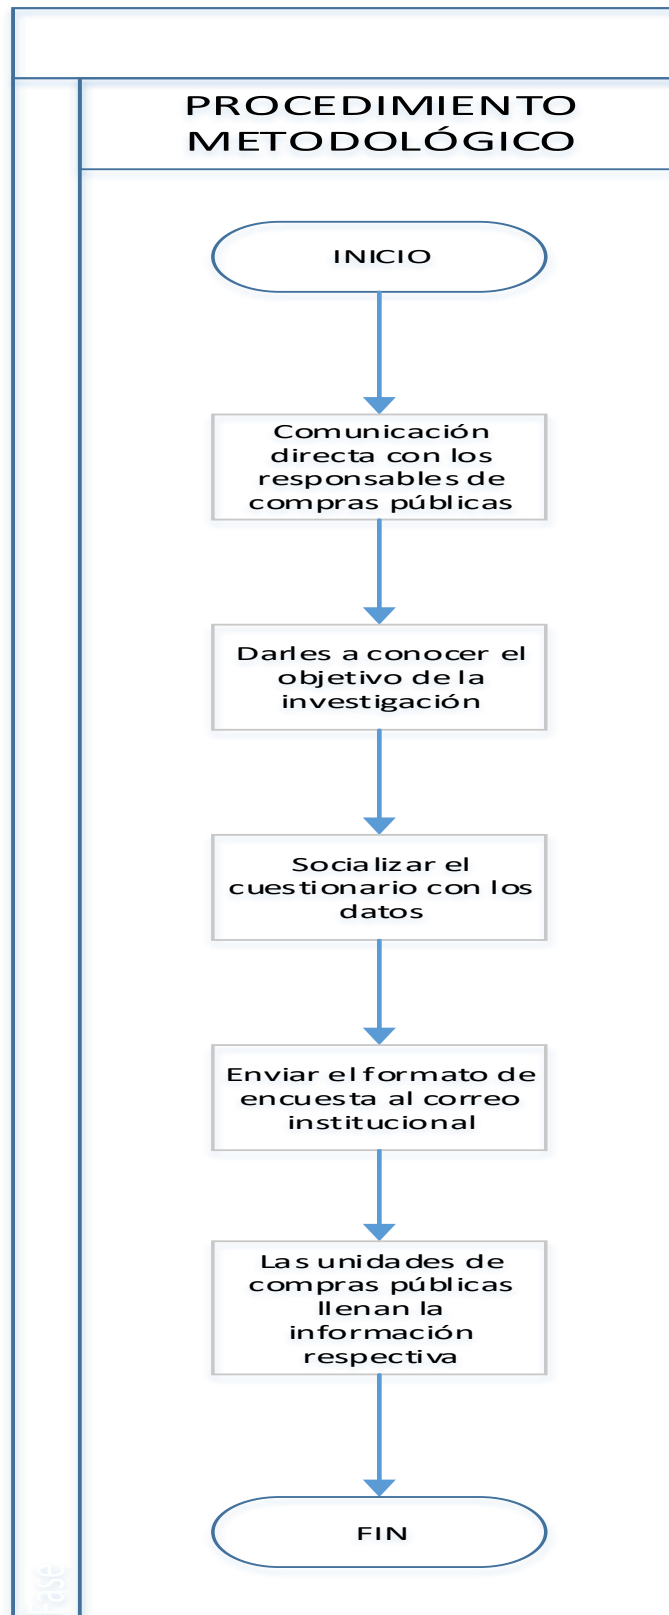 PROCEDIMIENTO
METODOLÓGICO
INICIO
Comunicación
directa con los
responsables de
compras públicas
Darles a conocer el
objetivo de la
investigación
Socializar el
cuestionario con los
datos
Enviar el formato de
encuesta al correo
institucional
Las unidades de
compras públicas
llenan la
información
respectiva
FIN
Fase